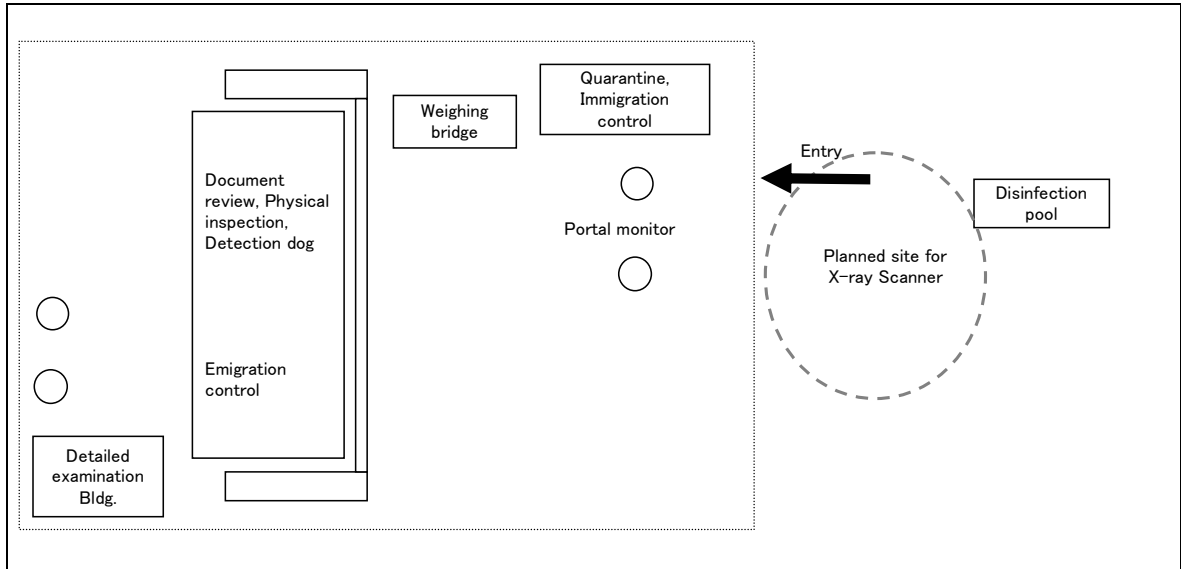 Quarantine,
Immigration
control
Weighing
bridge
Entry
Document
review, Physical
inspection,
Detection dog
Disinfection
pool
Portal monitor
Planned site for
X-ray Scanner
Emigration
control
Detailed
examination
Bldg.